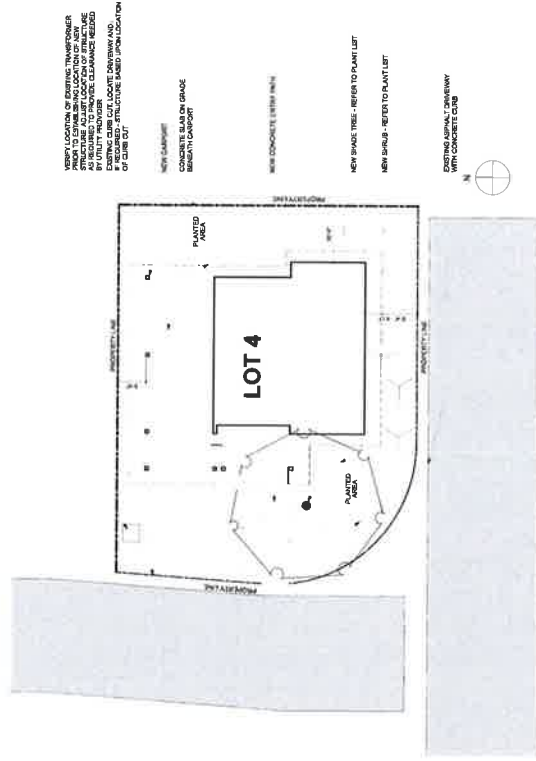 VERIFY LOCATION OF EXISTING TRANSFORMER
PRIOR TO ESTABLISHING LOCATION OF NEW
STRUCTURE. ADJUST LOCATION OF STRUCTURE
AS REQUIRED TO PROVIDE CLEARANCE NEEDED
BY UTILITY PROVIDER
EXISTING CURB CUT. LOCATE DRIVEWAY AND,
IF REQUIRED - STRUCTURE BASED UPON LOCATION
OF CURB CUT
NEW CARPORT
CONCRETE SLAB ON GRADE
BENEATH CARPORT
NEW CONCRETE ENTRY PATH
NEW SHADE TREE - REFER TO PLANT LIST
NEW SHRUB - REFER TO PLANT LIST
EXISTING ASPHALT DRIVEWAY
WITH CONCRETE CURB
N
PROPERTY LINE
PROPERTY LINE
PROPERTY LINE
PROPERTY LINE
PLANTED
AREA
LOT 4
PLANTED
AREA